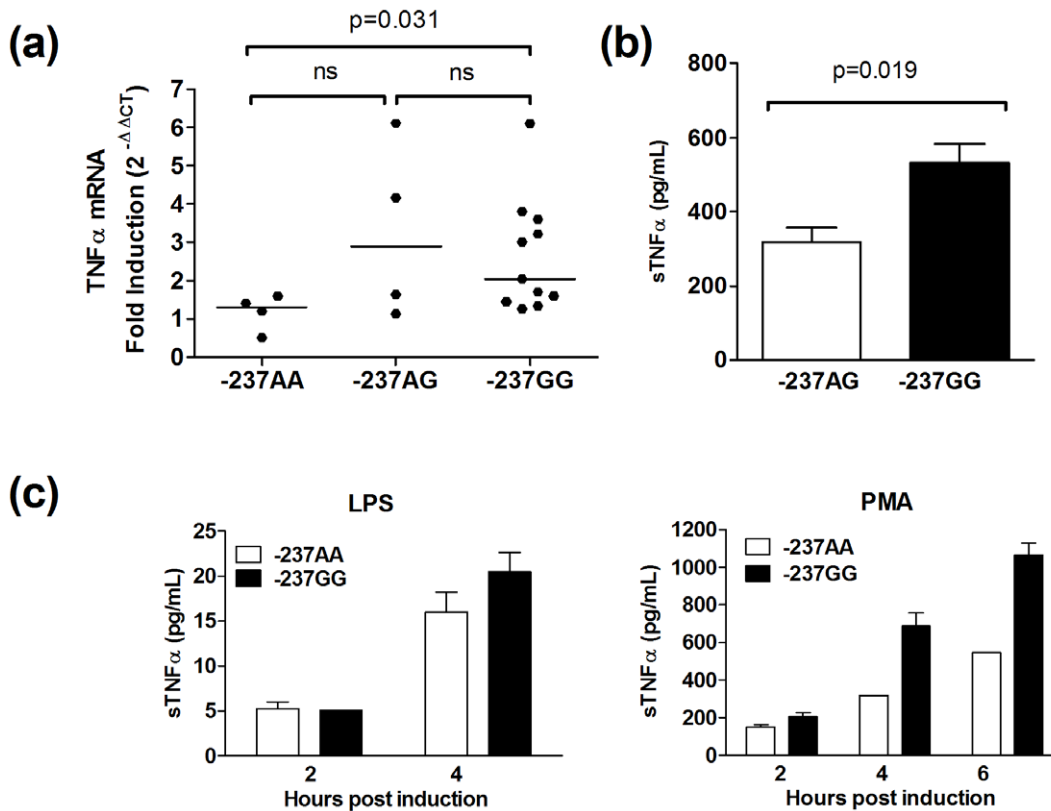 (a)
p=0.031
ns
ns
TNFα mRNA
Fold Induction (2^-ΔΔCT)
7
6
5
4
3
2
1
0
-237AA
-237AG
-237GG
(b)
p=0.019
sTNFα (pg/mL)
800
600
400
200
0
-237AG
-237GG
(c)
LPS
-237AA
-237GG
sTNFα (pg/mL)
25
20
15
10
5
0
2
4
Hours post induction
PMA
-237AA
-237GG
sTNFα (pg/mL)
1200
1000
800
600
400
200
0
2
4
6
Hours post induction